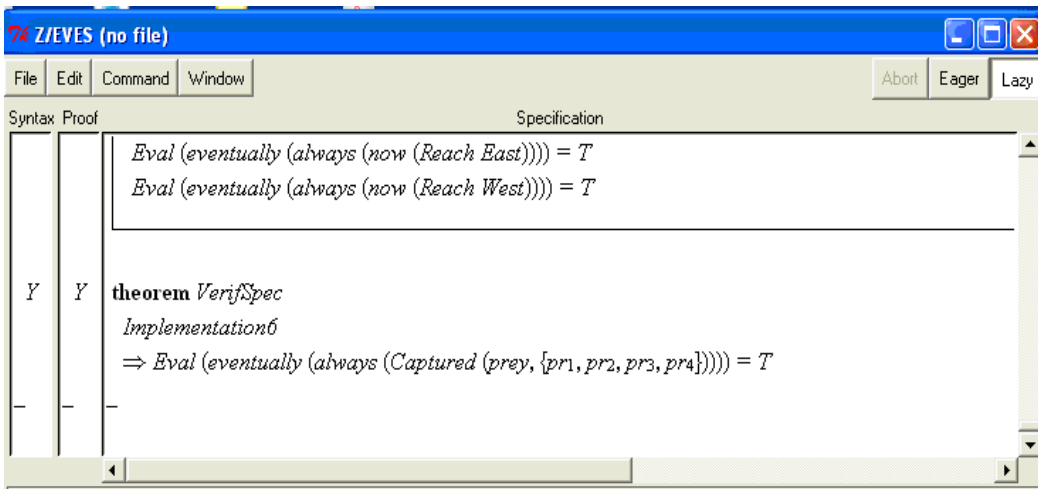 Z/EVES (no file)
File Edit Command Window Abort Eager Lazy
Syntax Proof Specification
Eval (eventually (always (now (Reach East)))) = T
Eval (eventually (always (now (Reach West)))) = T
Y Y theorem VerifSpec
Implementation6
⇒ Eval (eventually (always (Captured (prey, {pr1, pr2, pr3, pr4})))) = T